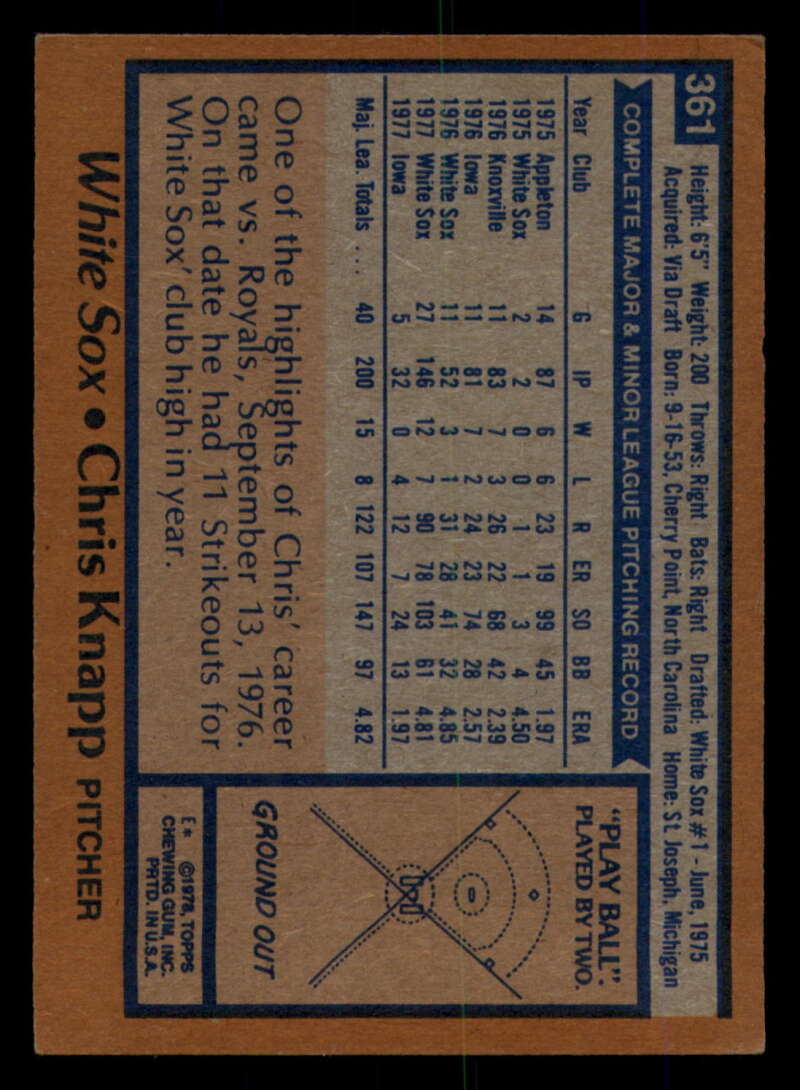 361
Height: 6'5" Weight: 200 Throws: Right Bats: Right Drafted: White Sox #1 - June, 1975
Acquired: Via Draft Born: 9-16-53, Cherry Point, North Carolina Home: St. Joseph, Michigan
COMPLETE MAJOR & MINOR LEAGUE PITCHING RECORD
Year Club G IP W L R ER SO BB ERA
1975 Appleton 14 87 6 6 23 19 99 45 1.97
1975 White Sox 2 2 0 0 1 1 3 4 4.50
1976 Knoxville 11 83 7 3 26 22 68 42 2.39
1976 Iowa 11 81 7 2 24 23 74 28 2.57
1976 White Sox 11 52 3 1 31 28 41 32 4.85
1977 White Sox 27 146 12 7 90 78 103 61 4.81
1977 Iowa 5 32 0 4 12 7 24 13 1.97
Maj. Lea. Totals ... 40 200 15 8 122 107 147 97 4.82
One of the highlights of Chris' career
came vs. Royals, September 13, 1976.
On that date he had 11 Strikeouts for
White Sox' club high in year.
"PLAY BALL":
PLAYED BY TWO.
GROUND OUT
E* ©1978, TOPPS
CHEWING GUM, INC.
PRTD. IN U.S.A.
White Sox • Chris Knapp PITCHER